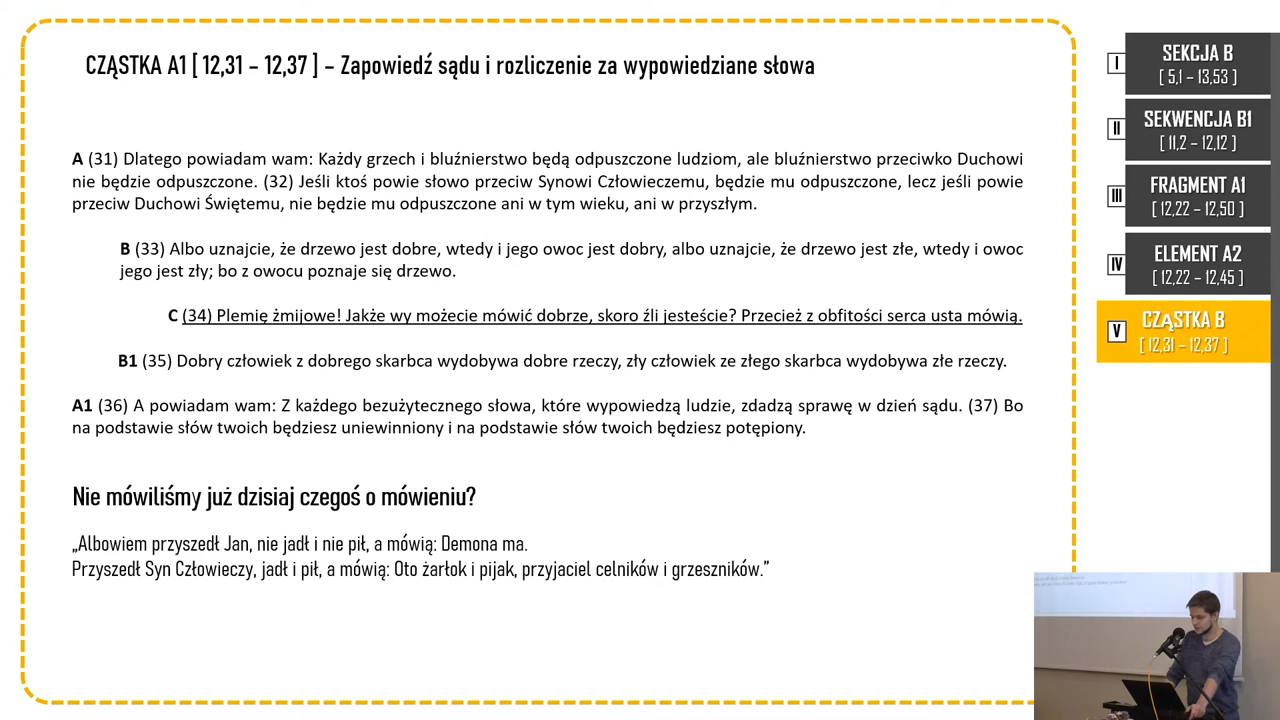 CZĄSTKA A1 [ 12,31 – 12,37 ] – Zapowiedź sądu i rozliczenie za wypowiedziane słowa
A (31) Dlatego powiadam wam: Każdy grzech i bluźnierstwo będą odpuszczone ludziom, ale bluźnierstwo przeciwko Duchowi
nie będzie odpuszczone. (32) Jeśli ktoś powie słowo przeciw Synowi Człowieczemu, będzie mu odpuszczone, lecz jeśli powie
przeciw Duchowi Świętemu, nie będzie mu odpuszczone ani w tym wieku, ani w przyszłym.
B (33) Albo uznajcie, że drzewo jest dobre, wtedy i jego owoc jest dobry, albo uznajcie, że drzewo jest złe, wtedy i owoc
jego jest zły; bo z owocu poznaje się drzewo.
C (34) Plemię żmijowe! Jakże wy możecie mówić dobrze, skoro źli jesteście? Przecież z obfitości serca usta mówią.
B1 (35) Dobry człowiek z dobrego skarbca wydobywa dobre rzeczy, zły człowiek ze złego skarbca wydobywa złe rzeczy.
A1 (36) A powiadam wam: Z każdego bezużytecznego słowa, które wypowiedzą ludzie, zdadzą sprawę w dzień sądu. (37) Bo
na podstawie słów twoich będziesz uniewinniony i na podstawie słów twoich będziesz potępiony.
Nie mówiliśmy już dzisiaj czegoś o mówieniu?
„Albowiem przyszedł Jan, nie jadł i nie pił, a mówią: Demona ma.
Przyszedł Syn Człowieczy, jadł i pił, a mówią: Oto żarłok i pijak, przyjaciel celników i grzeszników.”
I
SEKCJA B
[ 5,1 – 13,53 ]
II
SEKWENCJA B1
[ 11,2 – 12,12 ]
III
FRAGMENT A1
[ 12,22 – 12,50 ]
IV
ELEMENT A2
[ 12,22 – 12,45 ]
V
CZĄSTKA B
[ 12,31 – 12,37 ]